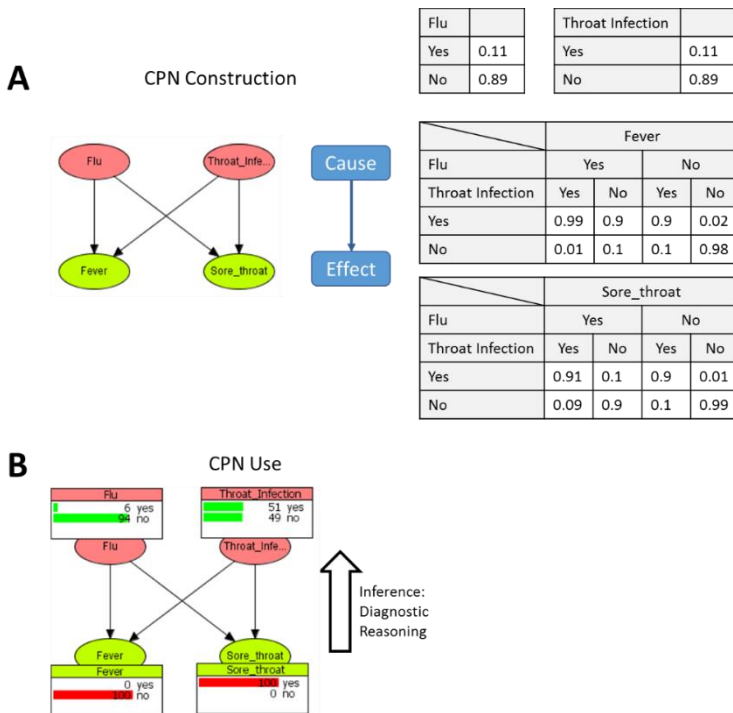 A
CPN Construction
Flu
Yes 0.11
No 0.89
Throat Infection
Yes 0.11
No 0.89
Flu
Throat_Infe...
Fever
Sore_throat
Cause
Effect
Fever
Flu Yes No
Throat Infection Yes No Yes No
Yes 0.99 0.9 0.9 0.02
No 0.01 0.1 0.1 0.98
Sore_throat
Flu Yes No
Throat Infection Yes No Yes No
Yes 0.91 0.1 0.9 0.01
No 0.09 0.9 0.1 0.99
B
CPN Use
Flu
6 yes
94 no
Flu
Throat_Infection
51 yes
49 no
Throat_Infe...
Inference:
Diagnostic
Reasoning
Fever
Fever
0 yes
100 no
Sore_throat
Sore_throat
100 yes
0 no